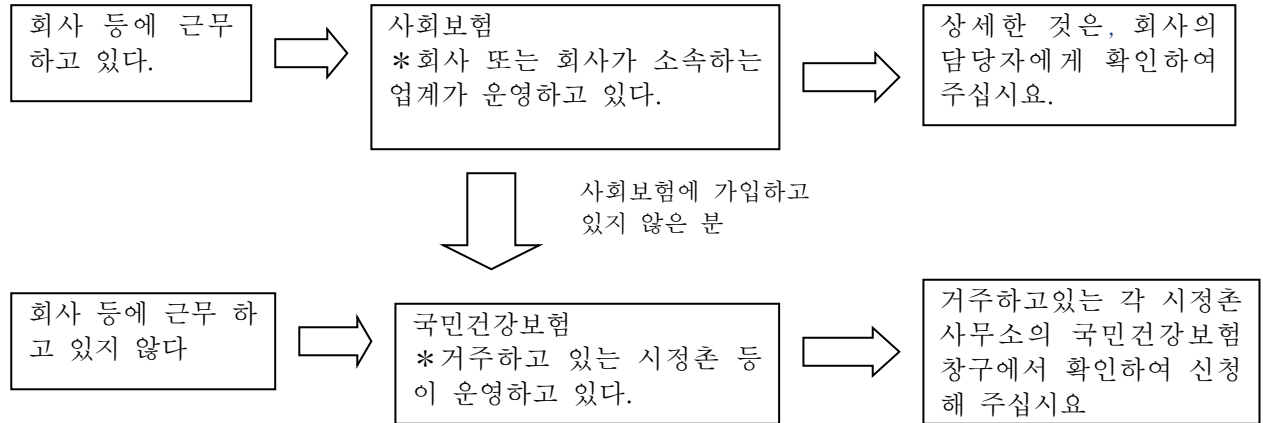 회사 등에 근무
하고 있다.
사회보험
＊회사 또는 회사가 소속하는
업계가 운영하고 있다.
상세한 것은, 회사의
담당자에게 확인하여
주십시요.
사회보험에 가입하고
있지 않은 분
회사 등에 근무 하
고 있지 않다
국민건강보험
＊거주하고 있는 시정촌 등
이 운영하고 있다.
거주하고있는 각 시정촌
사무소의 국민건강보험
창구에서 확인하여 신청
해 주십시요